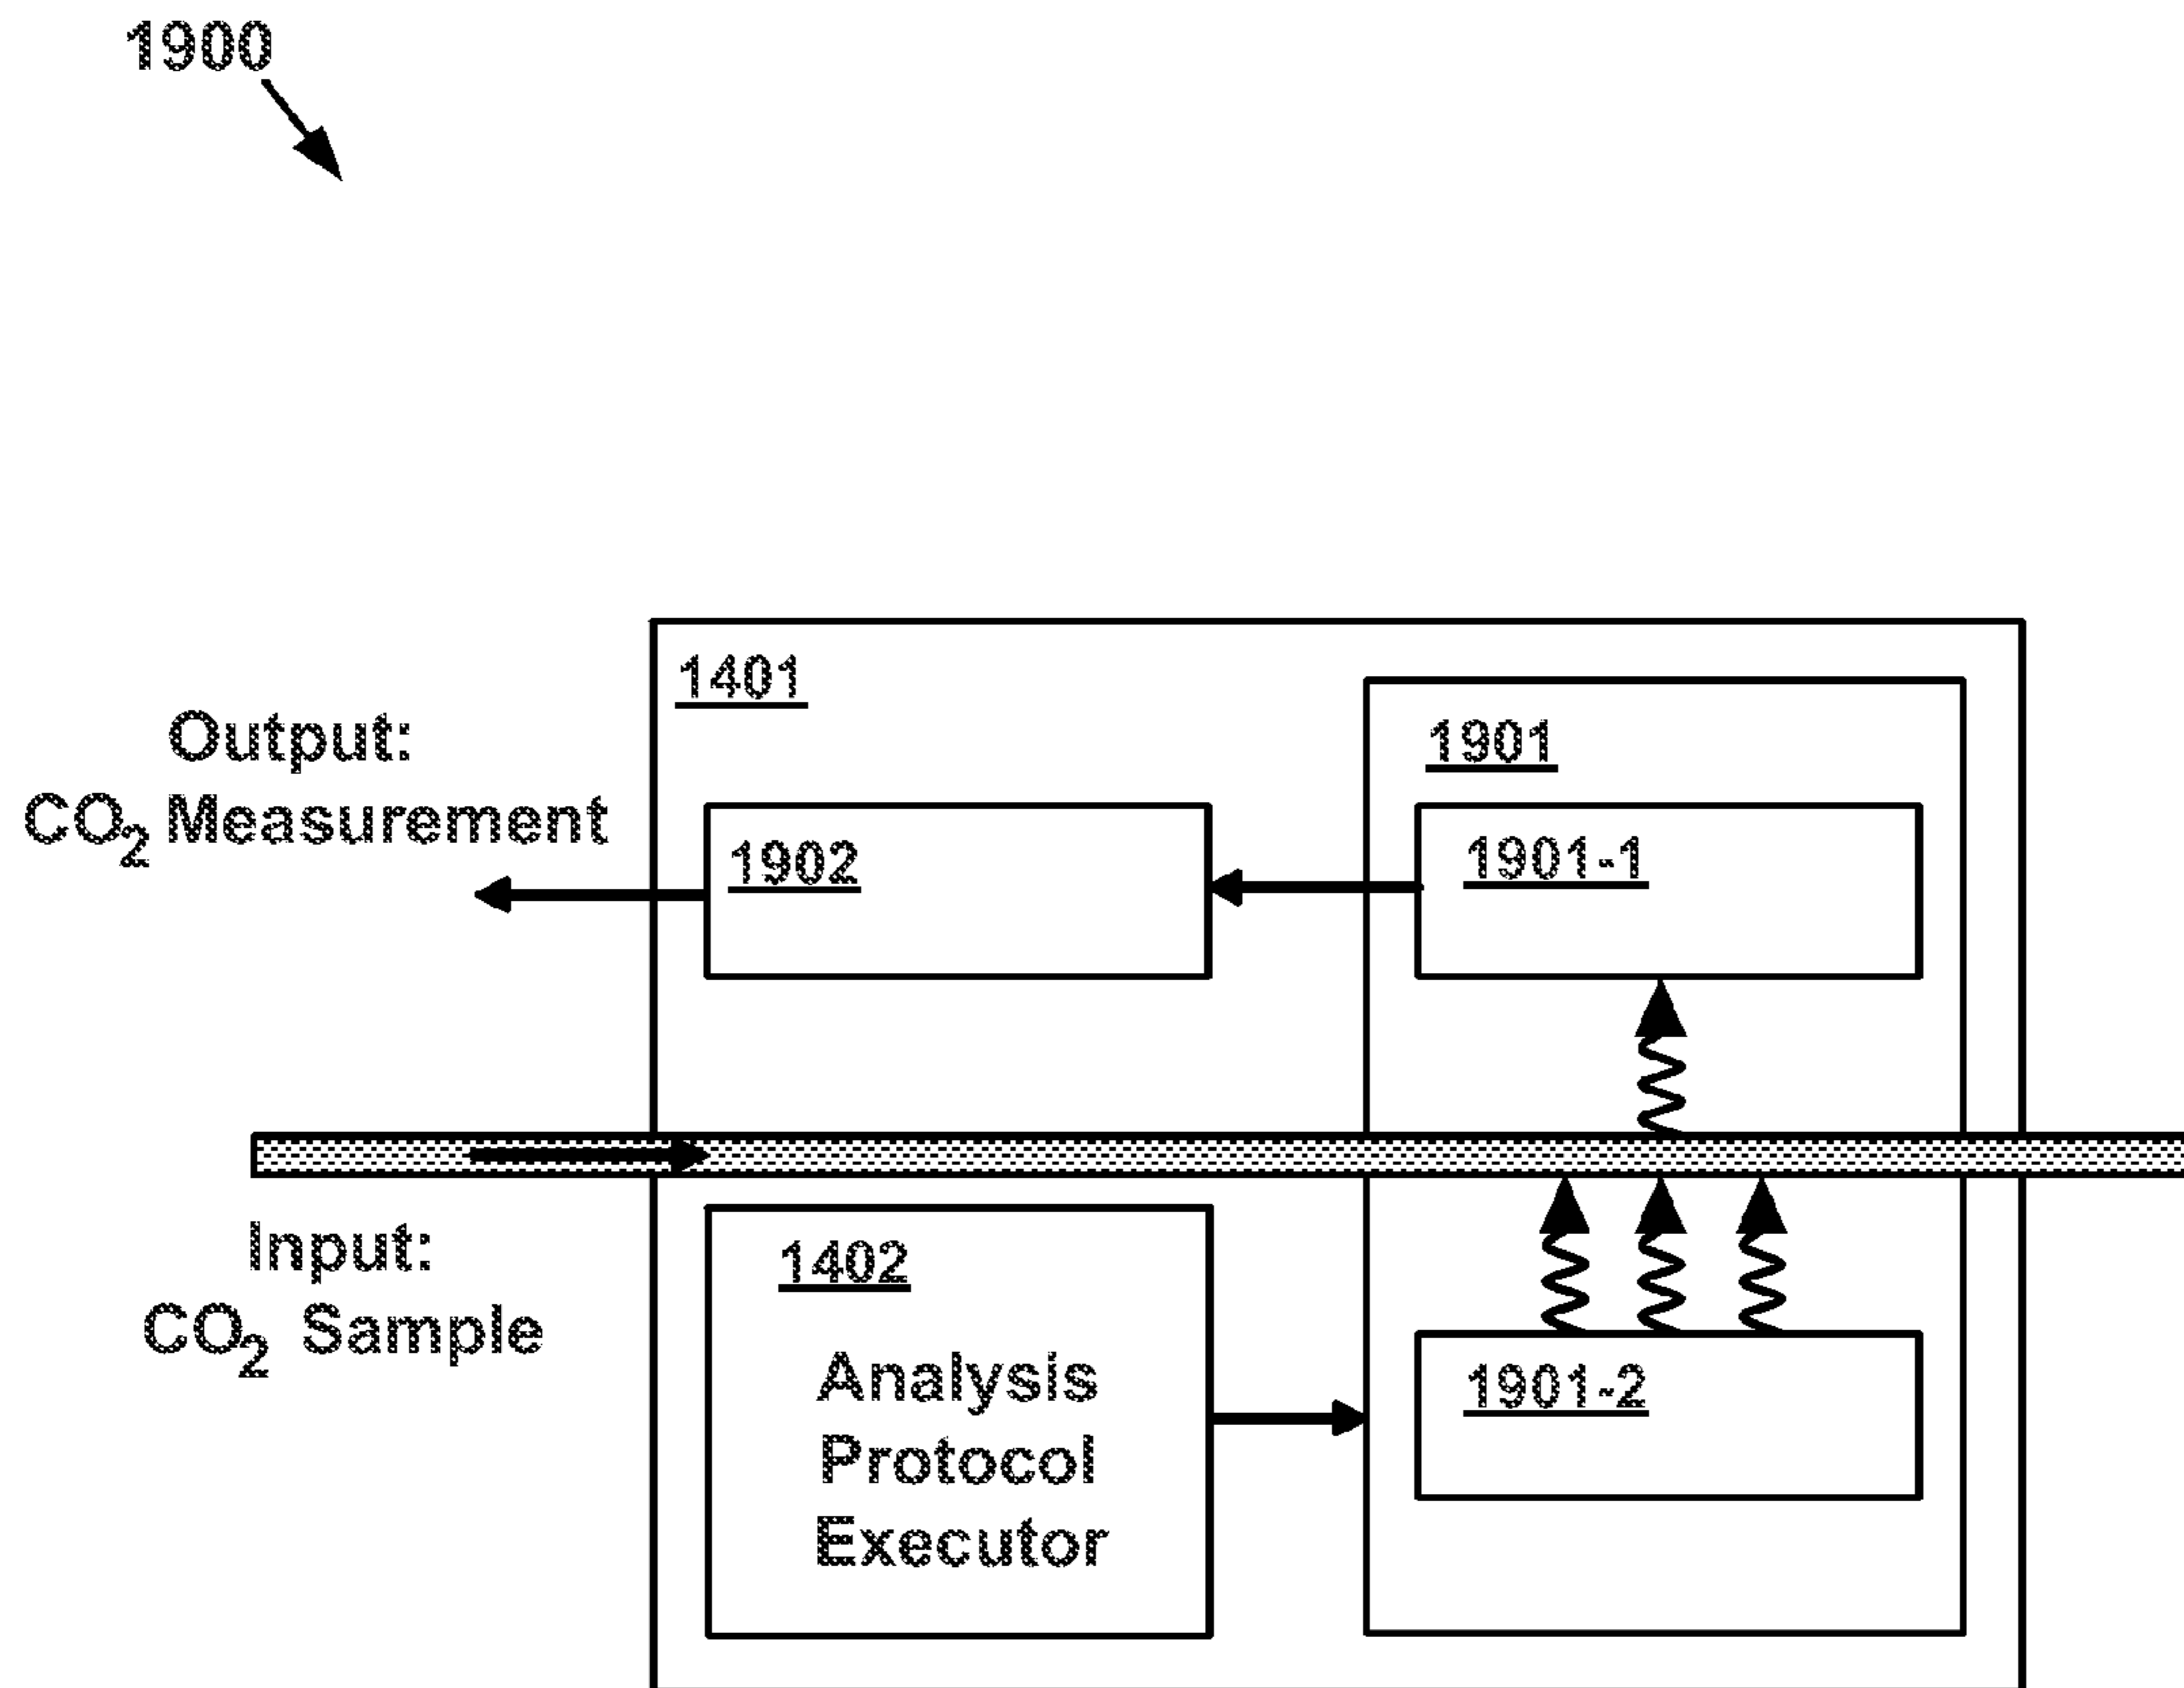 1900
1401
1901
Output:
CO₂ Measurement
1902
1901-1
Input:
CO₂ Sample
1402
Analysis
Protocol
Executor
1901-2